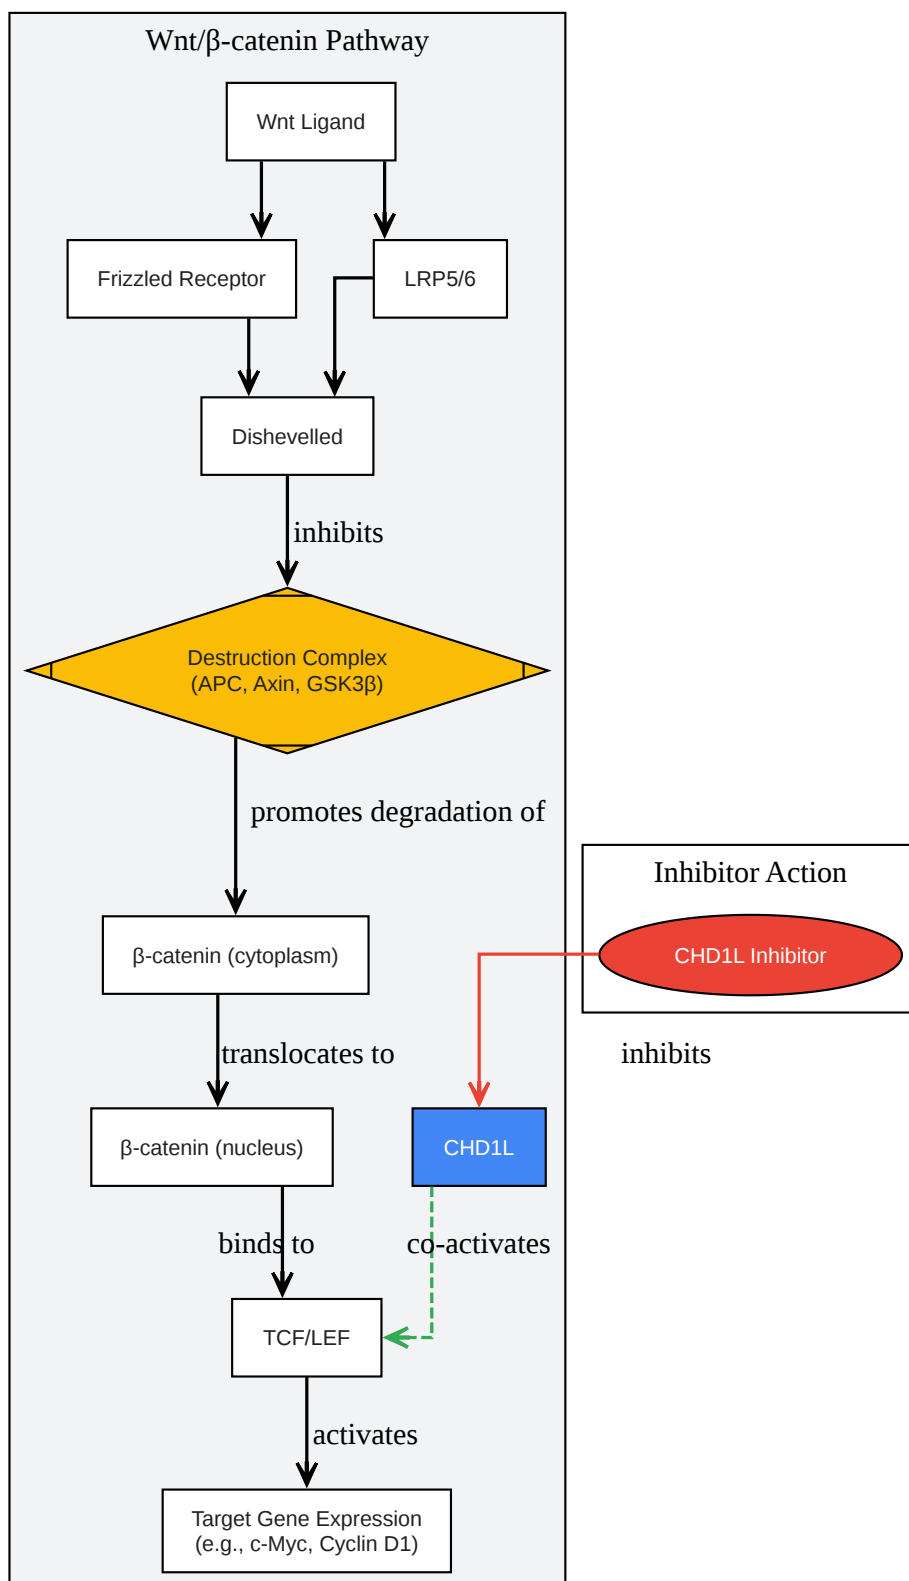 Wnt/β-catenin Pathway
Wnt Ligand
Frizzled Receptor
LRP5/6
Dishevelled
inhibits
Destruction Complex
(APC, Axin, GSK3β)
promotes degradation of
Inhibitor Action
β-catenin (cytoplasm)
CHD1L Inhibitor
translocates to
inhibits
β-catenin (nucleus)
CHD1L
binds to
co-activates
TCF/LEF
activates
Target Gene Expression
(e.g., c-Myc, Cyclin D1)